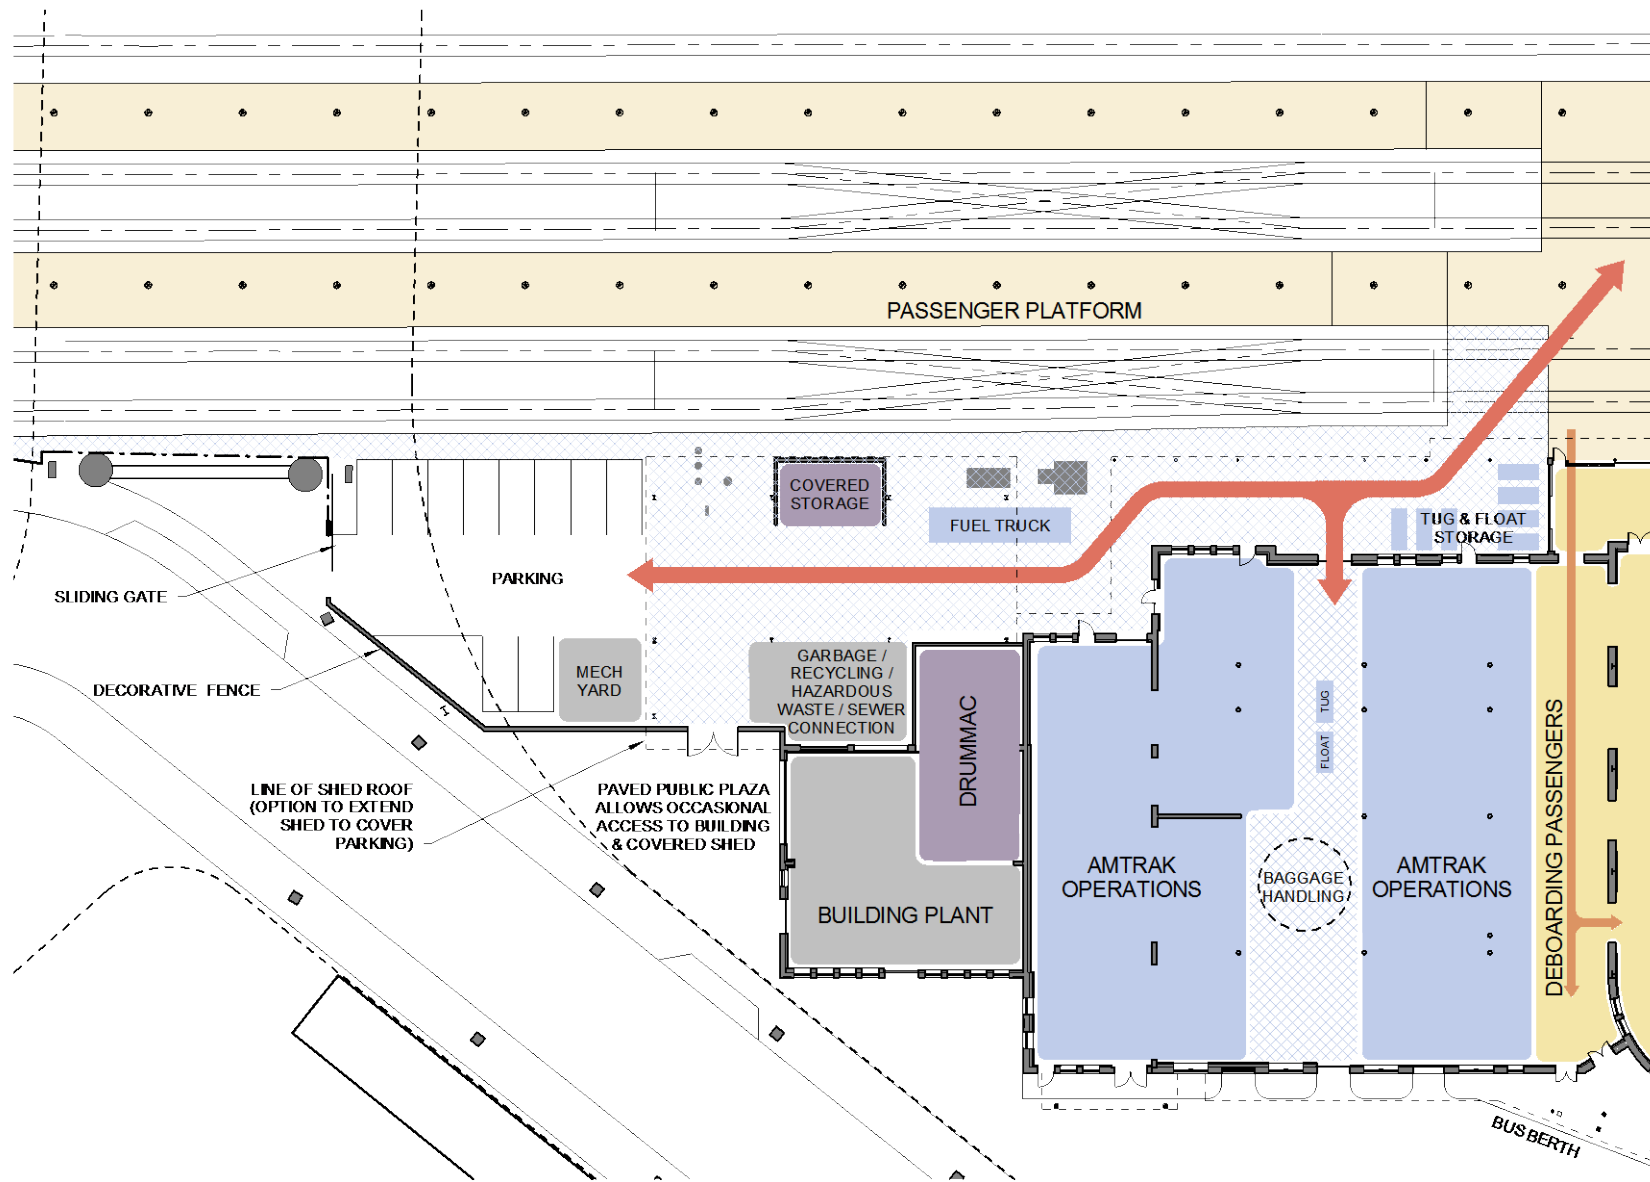 PASSENGER PLATFORM
COVERED
STORAGE
FUEL TRUCK
TUG & FLOAT
STORAGE
PARKING
SLIDING GATE
DECORATIVE FENCE
MECH
YARD
GARBAGE /
RECYCLING /
HAZARDOUS
WASTE / SEWER
CONNECTION
DRUMMAC
TUG
FLOAT
LINE OF SHED ROOF
(OPTION TO EXTEND
SHED TO COVER
PARKING)
PAVED PUBLIC PLAZA
ALLOWS OCCASIONAL
ACCESS TO BUILDING
& COVERED SHED
BUILDING PLANT
AMTRAK
OPERATIONS
BAGGAGE
HANDLING
AMTRAK
OPERATIONS
DEBOARDING PASSENGERS
BUS BERTH